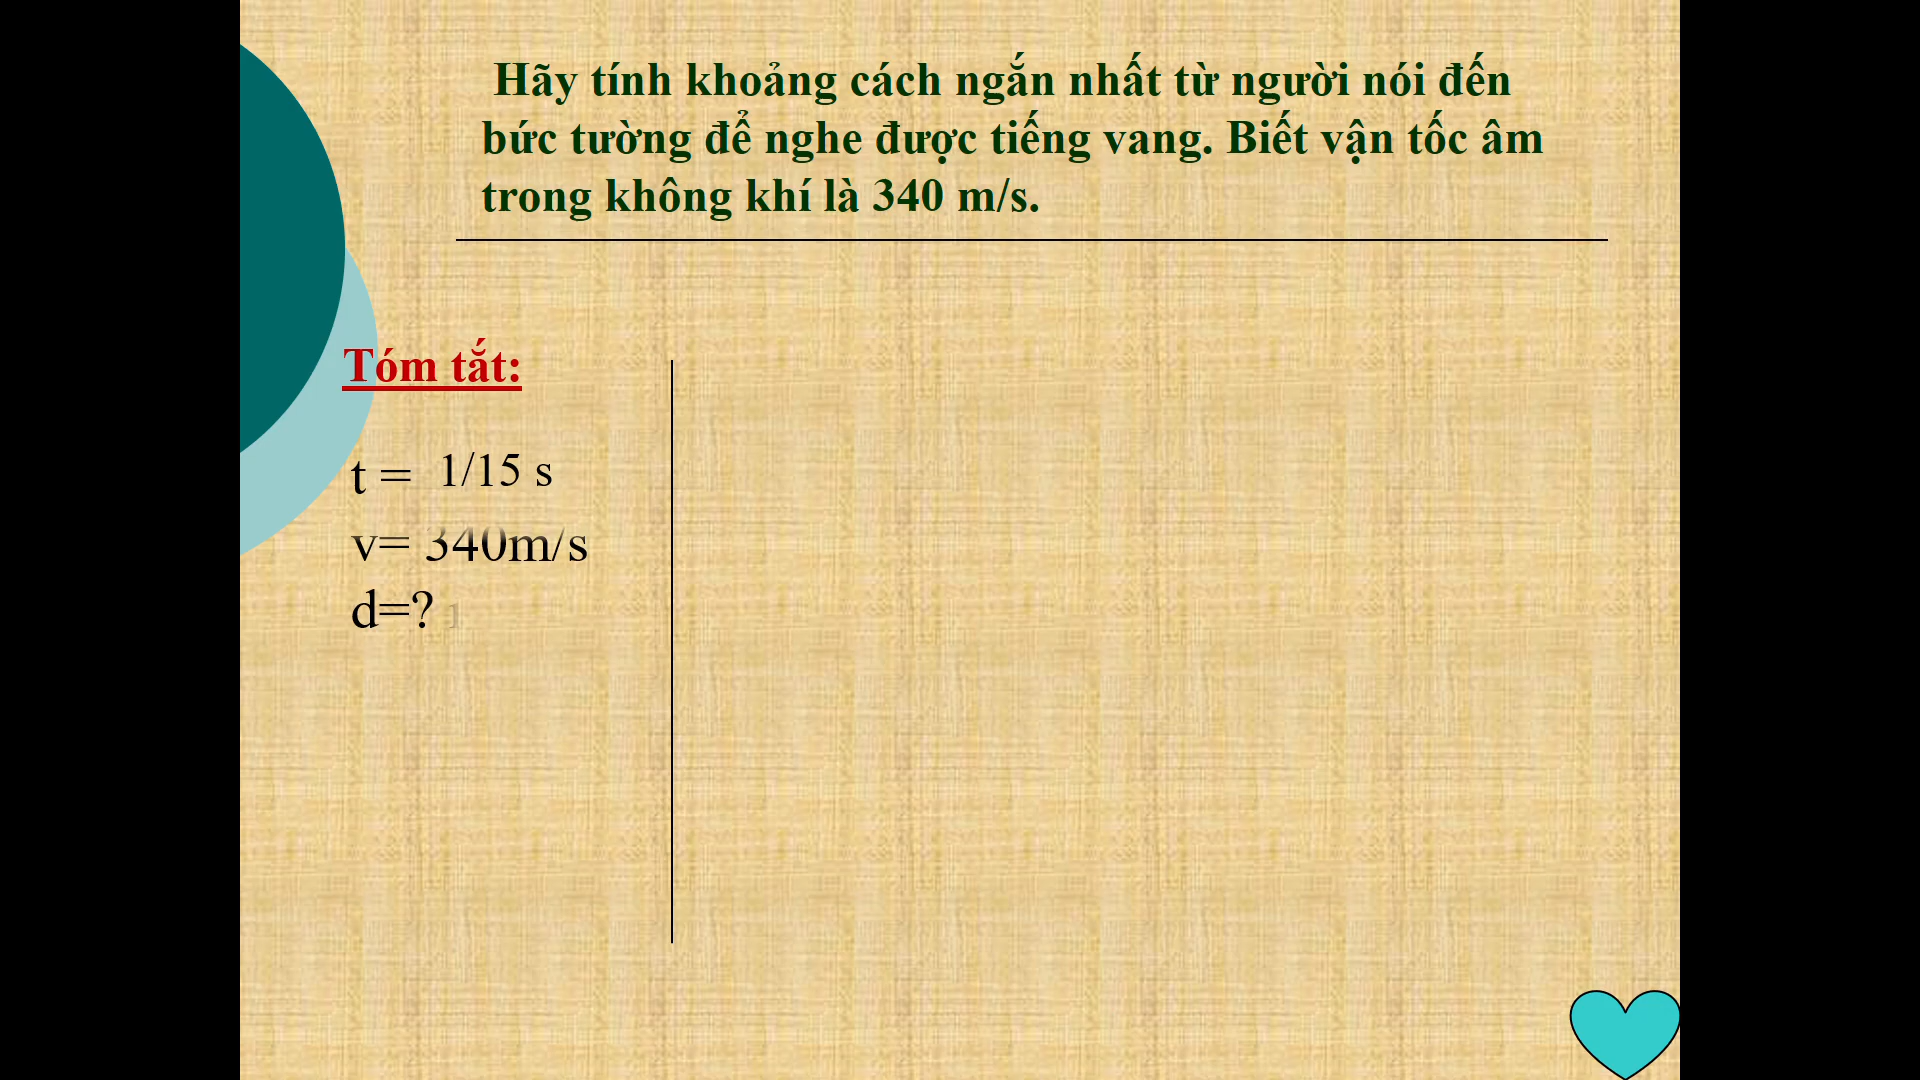 Hãy tính khoảng cách ngắn nhất từ người nói đến
bức tường để nghe được tiếng vang. Biết vận tốc âm
trong không khí là 340 m/s.
Tóm tắt:
t = 1/15 s
v= 340m/s
d=?